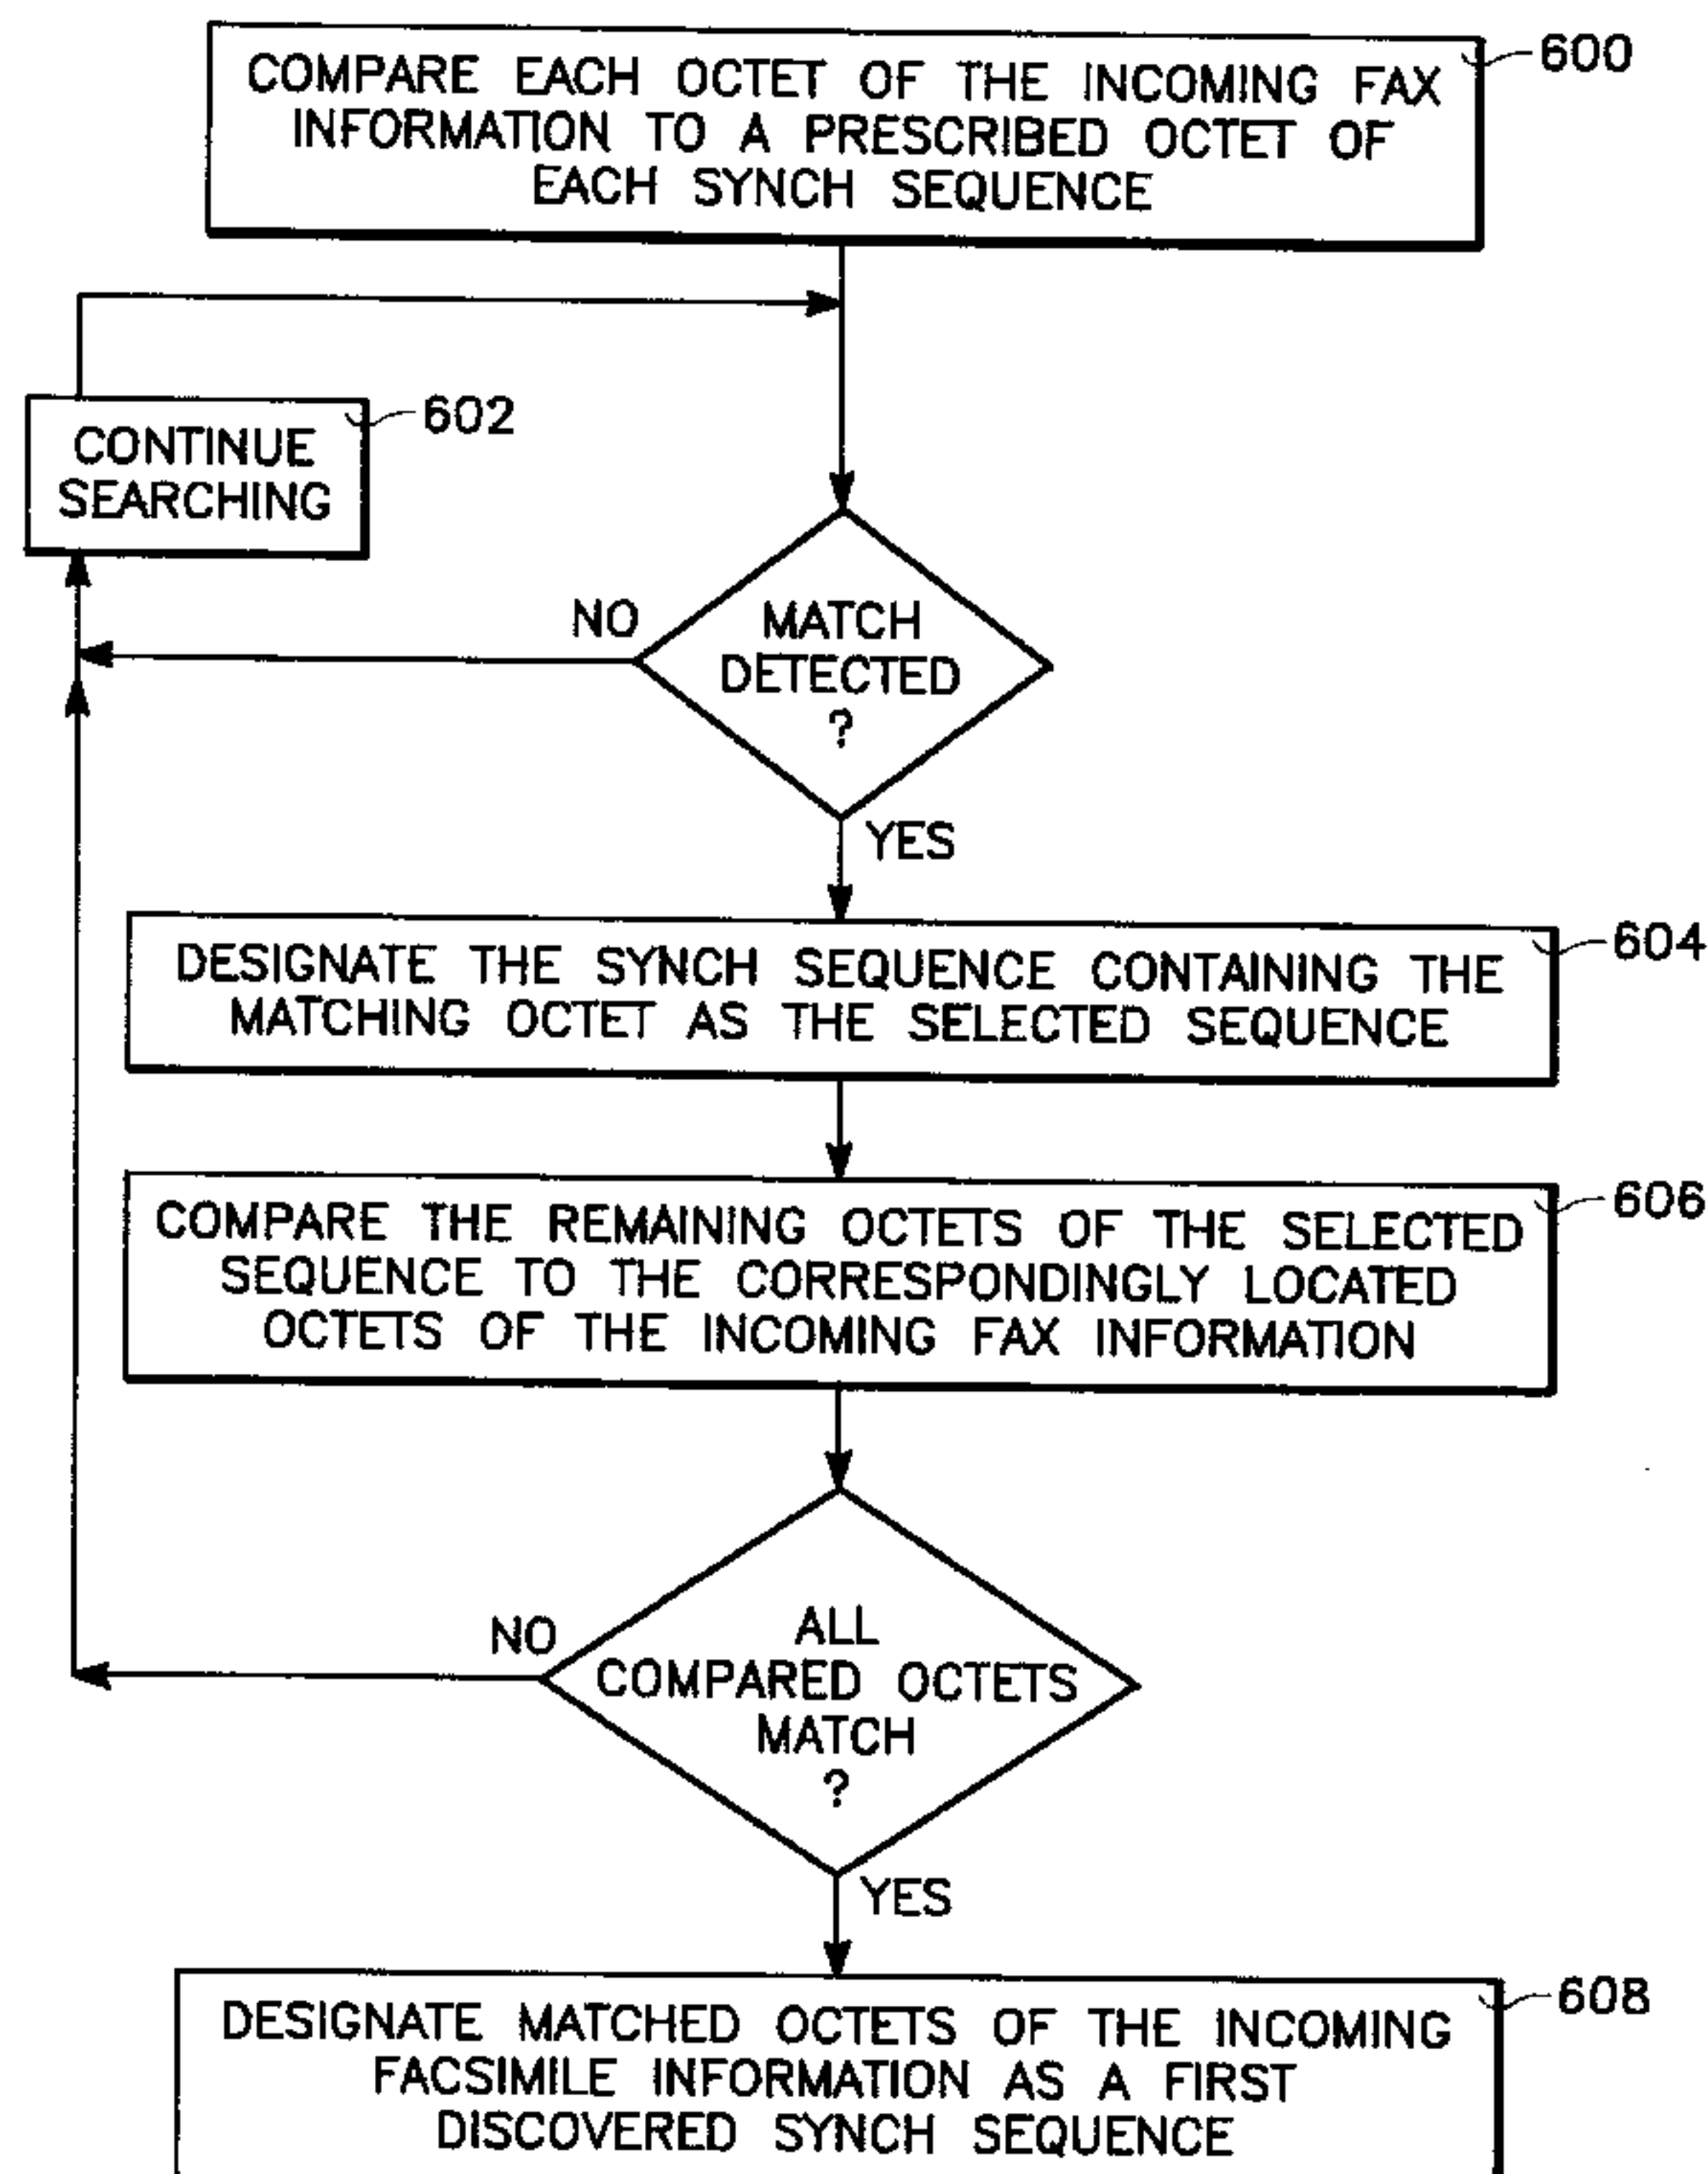 COMPARE EACH OCTET OF THE INCOMING FAX
INFORMATION TO A PRESCRIBED OCTET OF
EACH SYNCH SEQUENCE
600
CONTINUE
SEARCHING
602
NO
MATCH
DETECTED
?
YES
DESIGNATE THE SYNCH SEQUENCE CONTAINING THE
MATCHING OCTET AS THE SELECTED SEQUENCE
604
COMPARE THE REMAINING OCTETS OF THE SELECTED
SEQUENCE TO THE CORRESPONDINGLY LOCATED
OCTETS OF THE INCOMING FAX INFORMATION
606
NO
ALL
COMPARED OCTETS
MATCH
?
YES
DESIGNATE MATCHED OCTETS OF THE INCOMING
FACSIMILE INFORMATION AS A FIRST
DISCOVERED SYNCH SEQUENCE
608